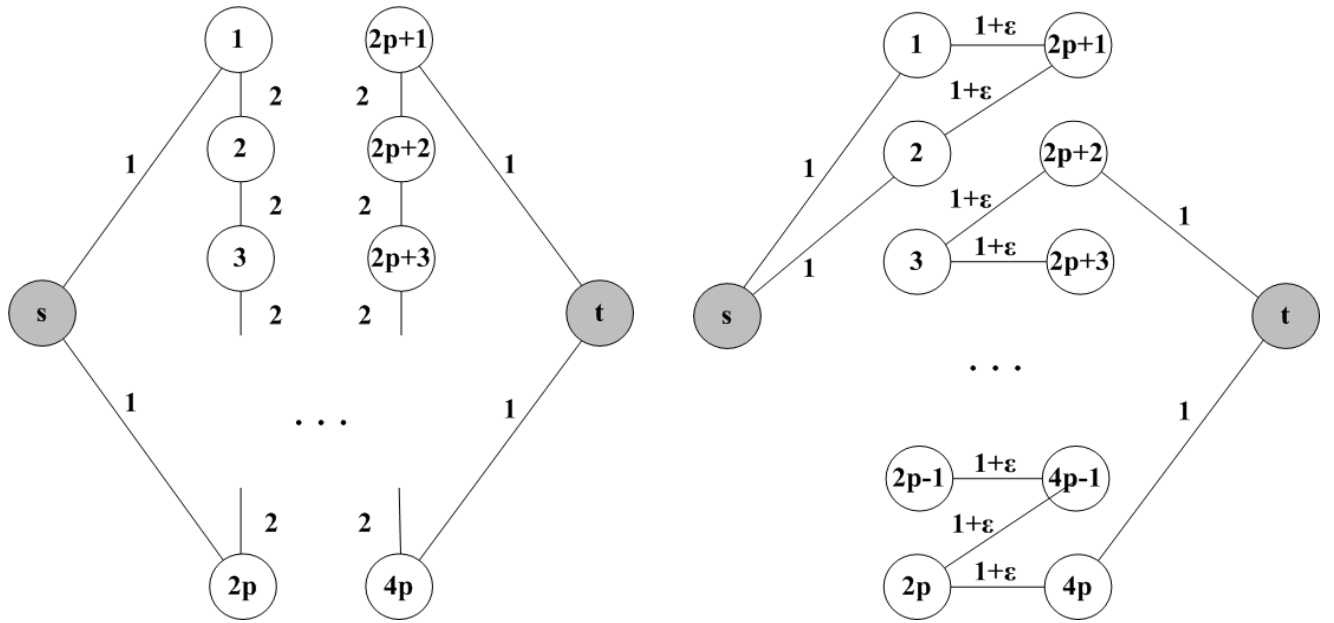 1 2p+1
2 2
2 2p+2
1 2 2 1
3 2p+3
s 2 2 t
1 . . . 1
2 2
2p 4p
1 1+ε 2p+1
1+ε
2 2p+2
1 1+ε 1
1 3 1+ε 2p+3
s t
. . .
1
2p-1 1+ε 4p-1
1+ε
2p 1+ε 4p